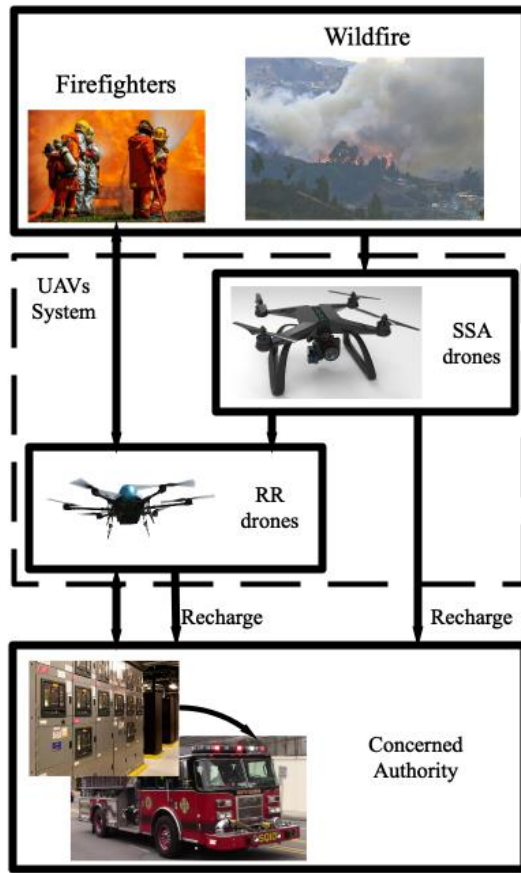 Wildfire
Firefighters
UAVs
System
SSA
drones
RR
drones
Recharge
Recharge
Concerned
Authority